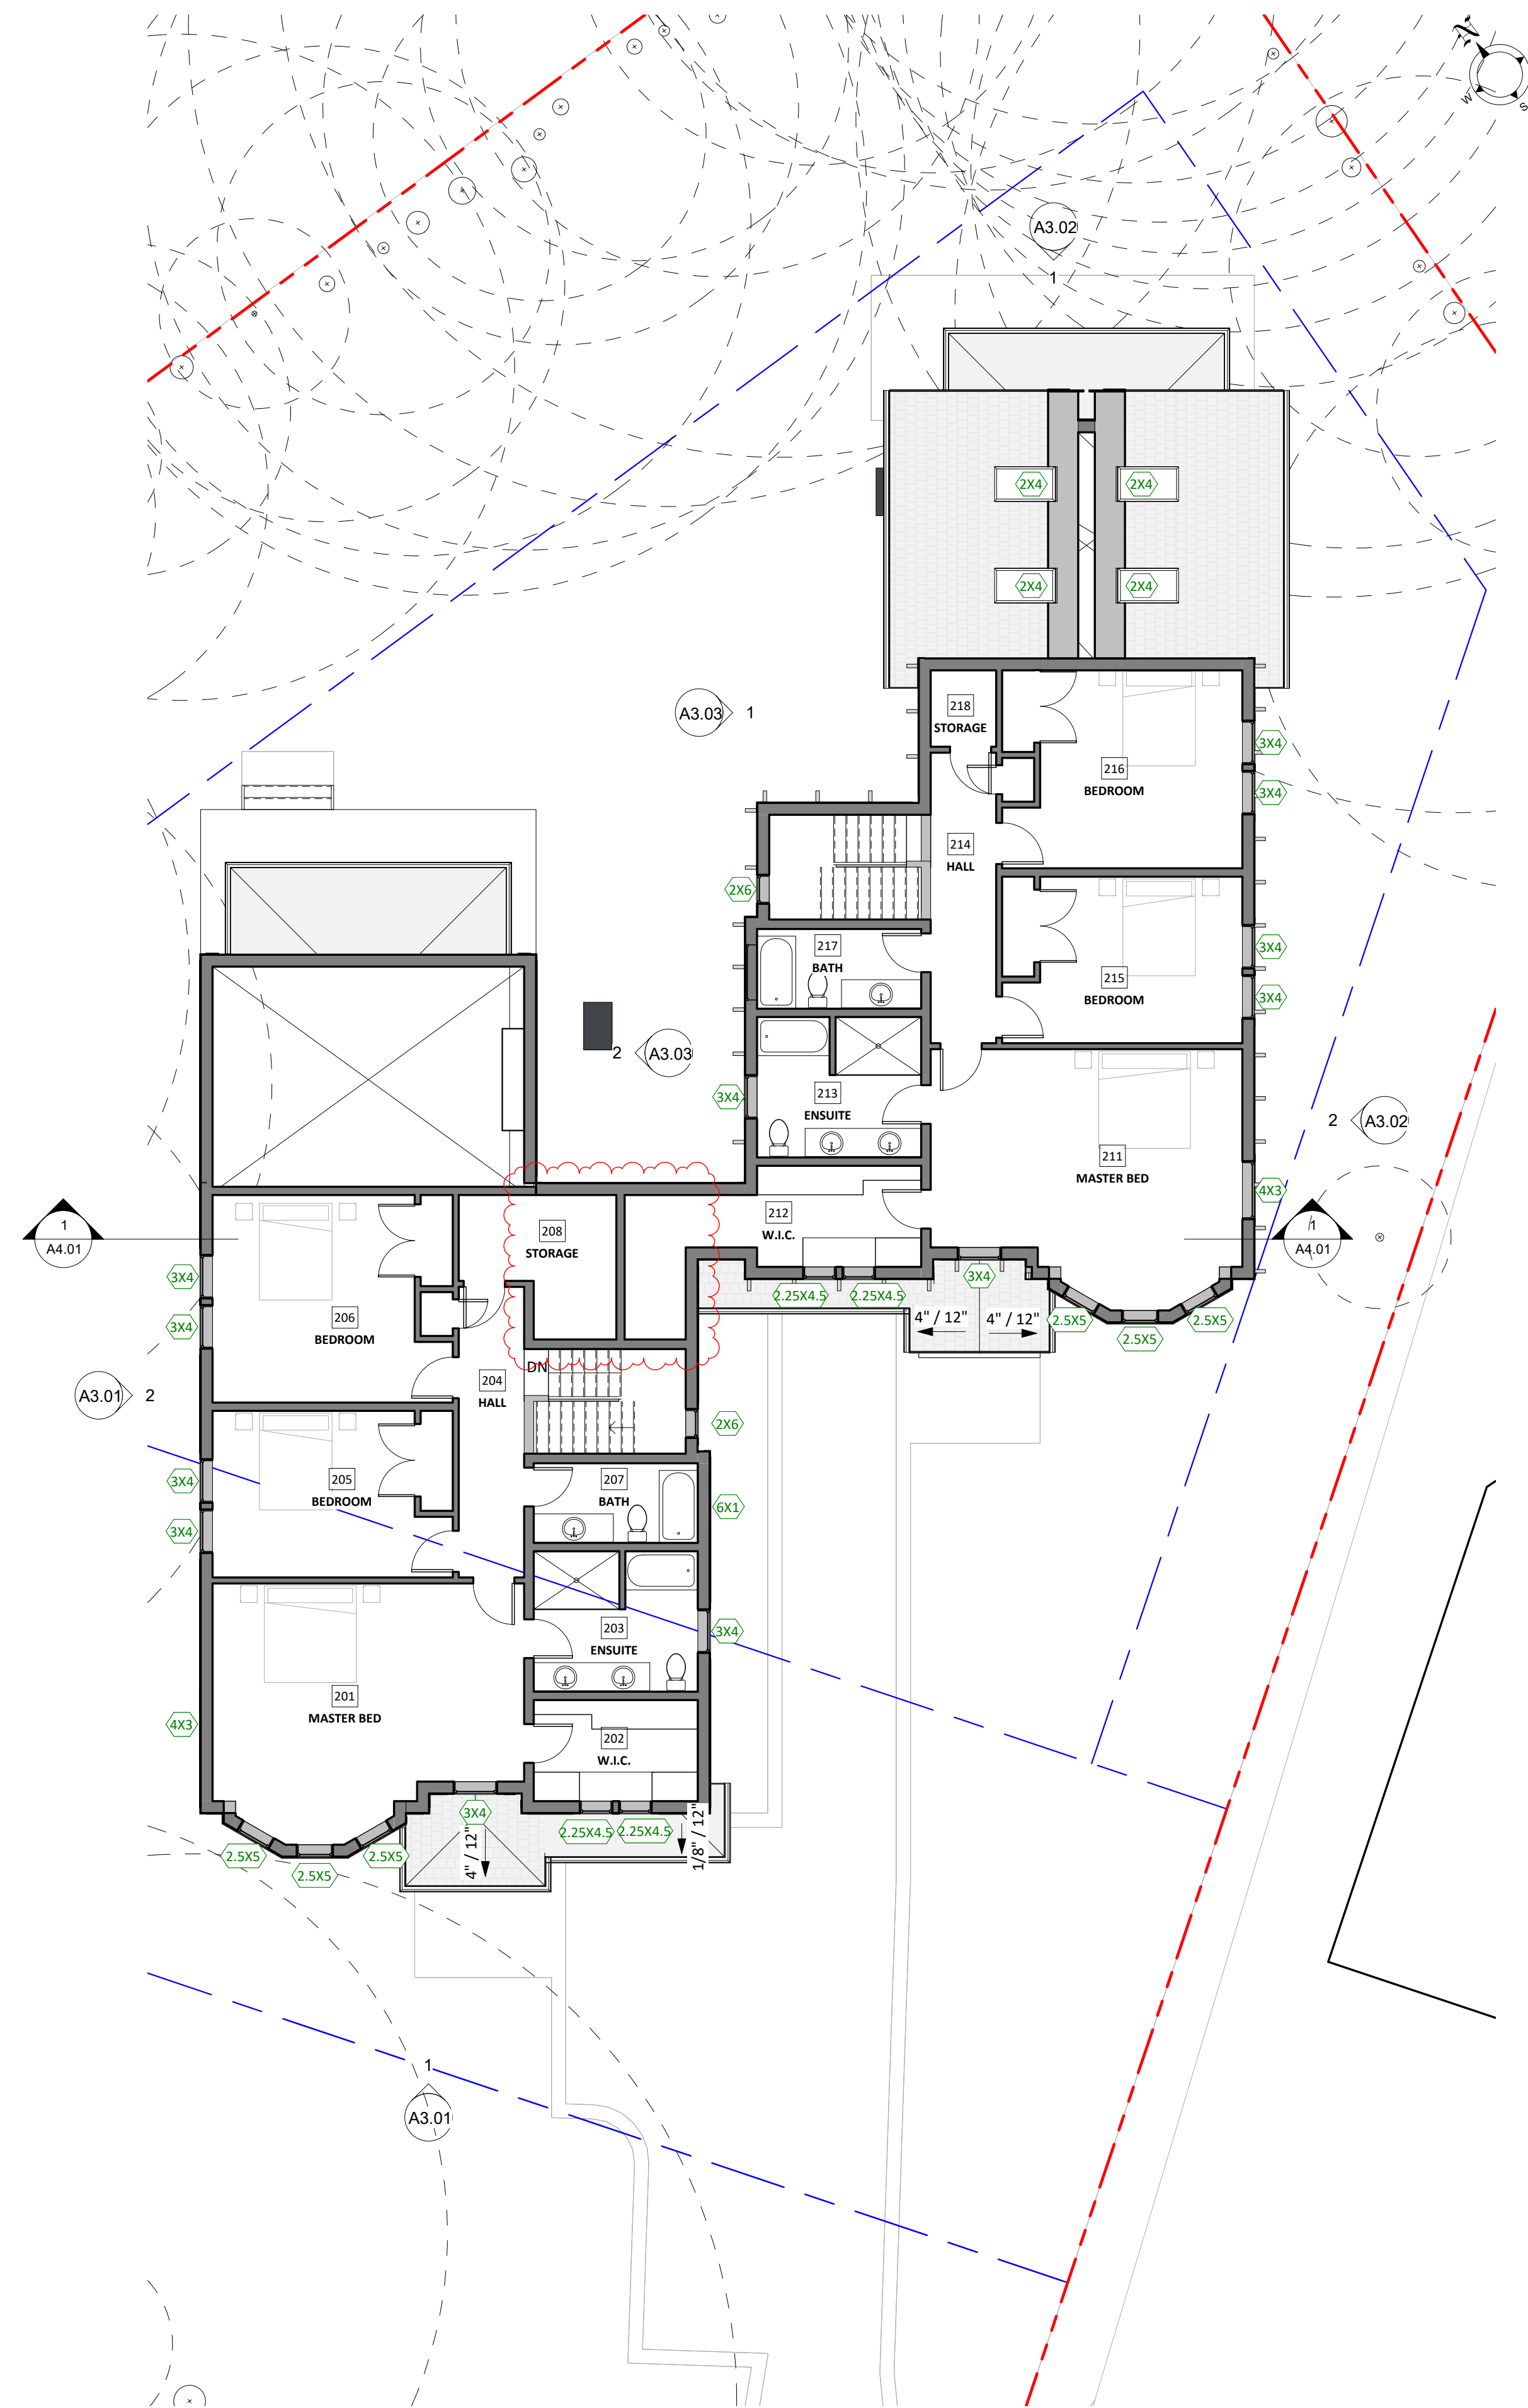 N
W
S
A3.02
1
2X4
2X4
2X4
2X4
A3.03
1
218
STORAGE
216
BEDROOM
3X4
3X4
214
HALL
2X6
217
BATH
215
BEDROOM
3X4
3X4
2
A3.03
3X4
213
ENSUITE
211
MASTER BED
2
A3.02
4X3
212
W.I.C.
208
STORAGE
1
A4.01
1
A4.01
3X4
3X4
3X4
2.25X4.5
2.25X4.5
4" / 12"
4" / 12"
2.5X5
2.5X5
2.5X5
206
BEDROOM
DN
204
HALL
A3.01
2
2X6
3X4
3X4
205
BEDROOM
207
BATH
6X1
203
ENSUITE
3X4
201
MASTER BED
4X3
202
W.I.C.
3X4
2.25X4.5
2.25X4.5
4" / 12"
1/8" / 12"
2.5X5
2.5X5
2.5X5
1
A3.01